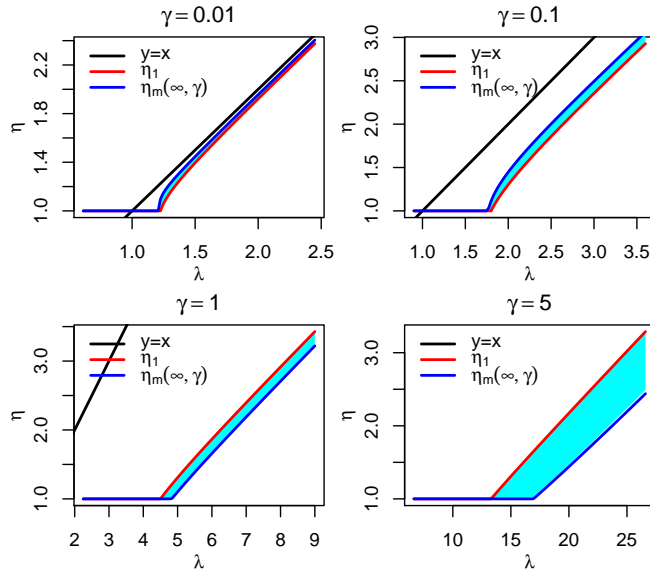 γ = 0.01
y=x
η1
ηm(∞, γ)
η
1.0 1.4 1.8 2.2
1.0 1.5 2.0 2.5
λ
γ = 0.1
y=x
η1
ηm(∞, γ)
η
1.0 1.5 2.0 2.5 3.0
1.0 1.5 2.0 2.5 3.0 3.5
λ
γ = 1
y=x
η1
ηm(∞, γ)
η
1.0 2.0 3.0
2 3 4 5 6 7 8 9
λ
γ = 5
y=x
η1
ηm(∞, γ)
η
1.0 2.0 3.0
10 15 20 25
λ